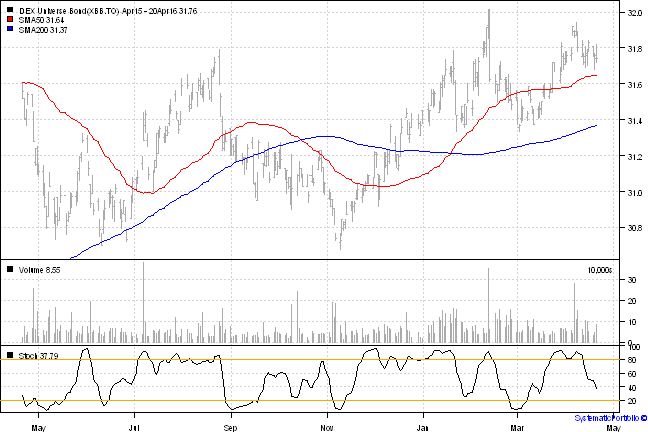 DEX Universe Bond(XBB.TO) Apr15 - 20Apr16 31.76
SMA50 31.64
SMA200 31.37
32.0
31.8
31.6
31.4
31.2
31.0
30.8
Volume 8.55
10,000s
30
20
10
0
Stoch 37.79
100
80
60
40
20
May
Jul
Sep
Nov
Jan
Mar
May
SystematicPortfolio ©